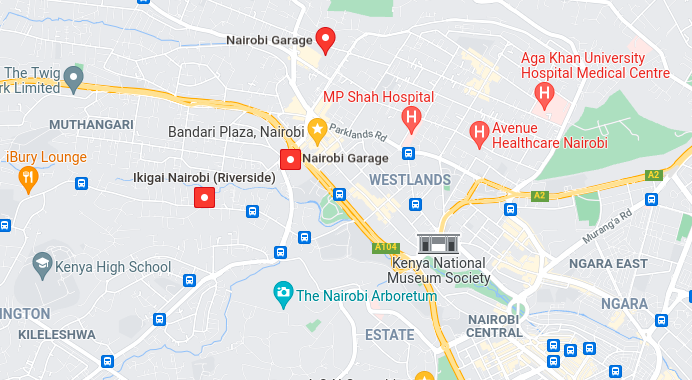 Nairobi Garage
Aga Khan University
Hospital Medical Centre
The Twig
rk Limited
MP Shah Hospital
MUTHANGARI
Bandari Plaza, Nairobi
Parklands Rd
Avenue
Healthcare Nairobi
iBury Lounge
Nairobi Garage
Ikigai Nairobi (Riverside)
WESTLANDS
A2
A2
Murang'a Rd
A104
Kenya National
Museum Society
Kenya High School
NGARA EAST
The Nairobi Arboretum
NGARA
INGTON
KILELESHWA
ESTATE
NAIROBI
CENTRAL